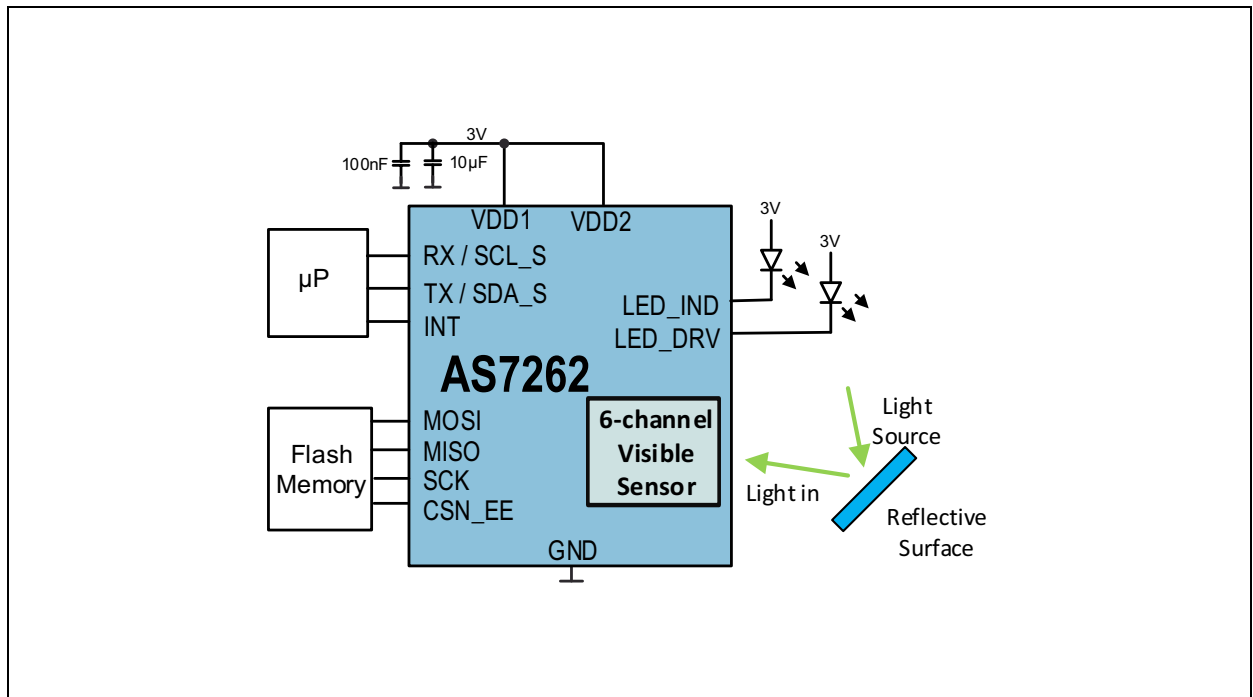 3V
100nF
10µF
VDD1
VDD2
3V
3V
µP
RX / SCL_S
TX / SDA_S
INT
LED_IND
LED_DRV
AS7262
Flash
Memory
MOSI
MISO
SCK
CSN_EE
6-channel
Visible
Sensor
Light
Source
Light in
Reflective
Surface
GND